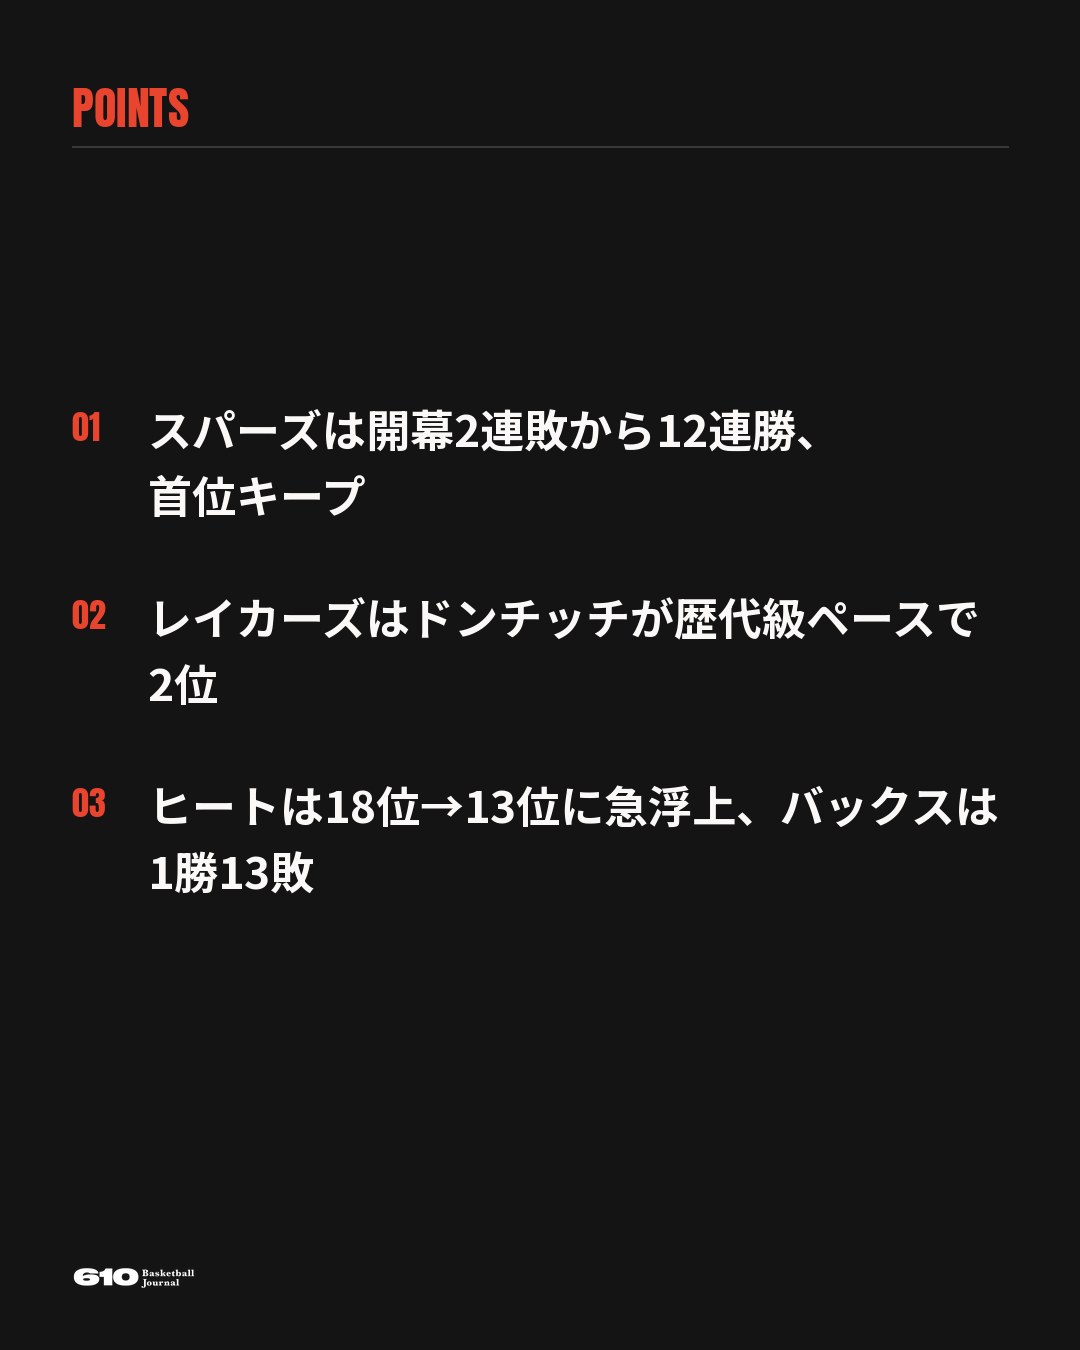 POINTS
01
スパーズは開幕2連敗から12連勝、
首位キープ
02
レイカーズはドンチッチが歴代級ペースで
2位
03
ヒートは18位→13位に急浮上、バックスは
1勝13敗
610 Basketball
Journal